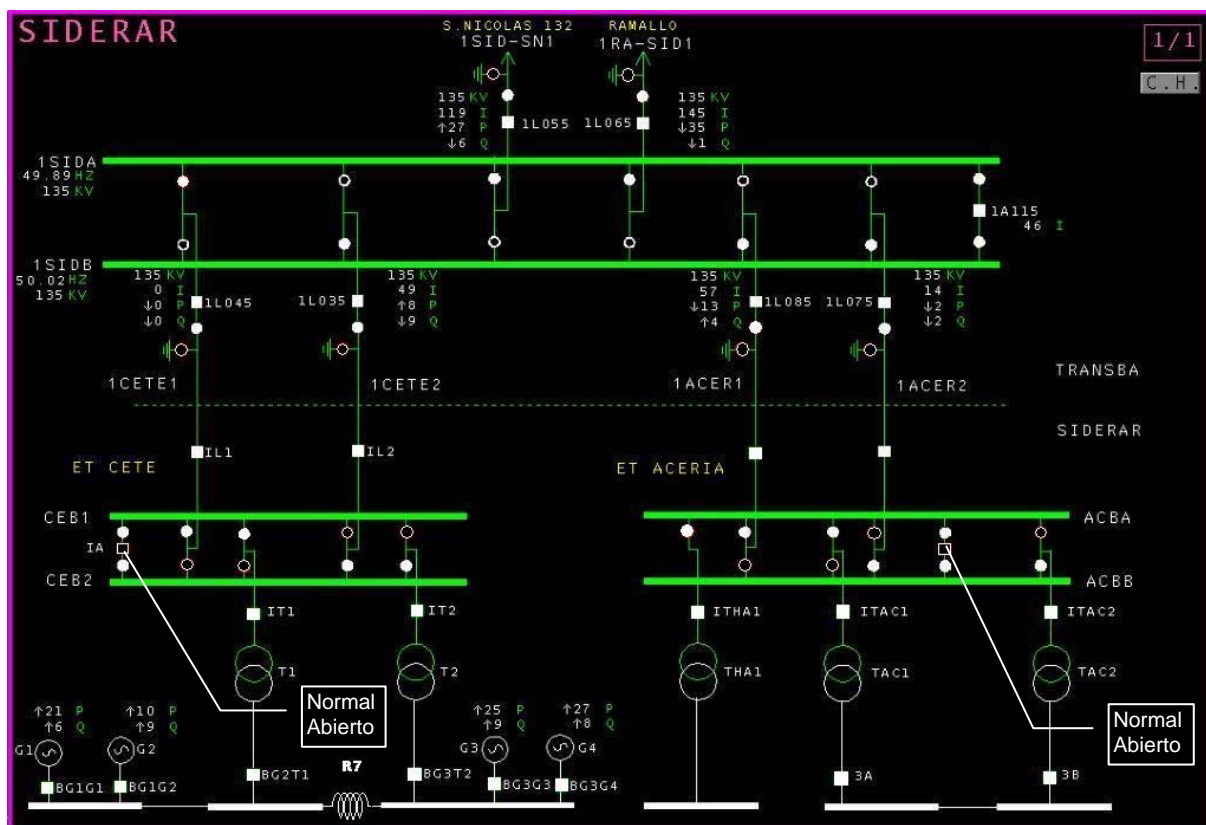 SIDERAR
S.NICOLAS 132
1SID-SN1
RAMALLO
1RA-SID1
1/1
C.H.
135 KV
119 I
↑27 P
↓6 Q
1L055
1L065
135 KV
145 I
↓35 P
↓1 Q
1SIDA
49.89 HZ
135 KV
1A115
46 I
1SIDB
50.02 HZ
135 KV
135 KV
0 I
↓0 P
↓0 Q
1L045
1L035
135 KV
49 I
↑8 P
↓9 Q
135 KV
57 I
↓13 P
↑4 Q
1L085
1L075
135 KV
14 I
↓2 P
↓2 Q
1CETE1
1CETE2
1ACER1
1ACER2
TRANSBA
SIDERAR
IL1
IL2
ET CETE
ET ACERIA
CEB1
IA
CEB2
ACBA
ACBB
IT1
IT2
ITHA1
ITAC1
ITAC2
T1
T2
THA1
TAC1
TAC2
Normal
Abierto
Normal
Abierto
↑21 P
↑6 Q
↑10 P
↑9 Q
↑25 P
↑9 Q
↑27 P
↑8 Q
G1
G2
G3
G4
BG1G1
BG1G2
BG2T1
R7
BG3T2
BG3G3
BG3G4
3A
3B